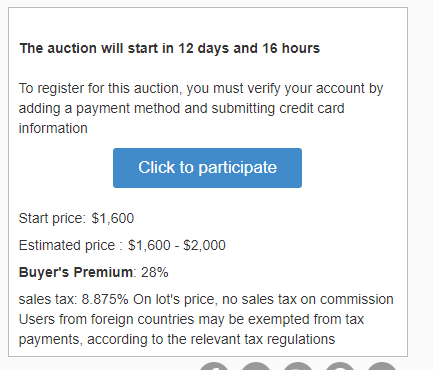 The auction will start in 12 days and 16 hours
To register for this auction, you must verify your account by
adding a payment method and submitting credit card
information
Click to participate
Start price: $1,600
Estimated price : $1,600 - $2,000
Buyer's Premium: 28%
sales tax: 8.875% On lot's price, no sales tax on commission
Users from foreign countries may be exempted from tax
payments, according to the relevant tax regulations